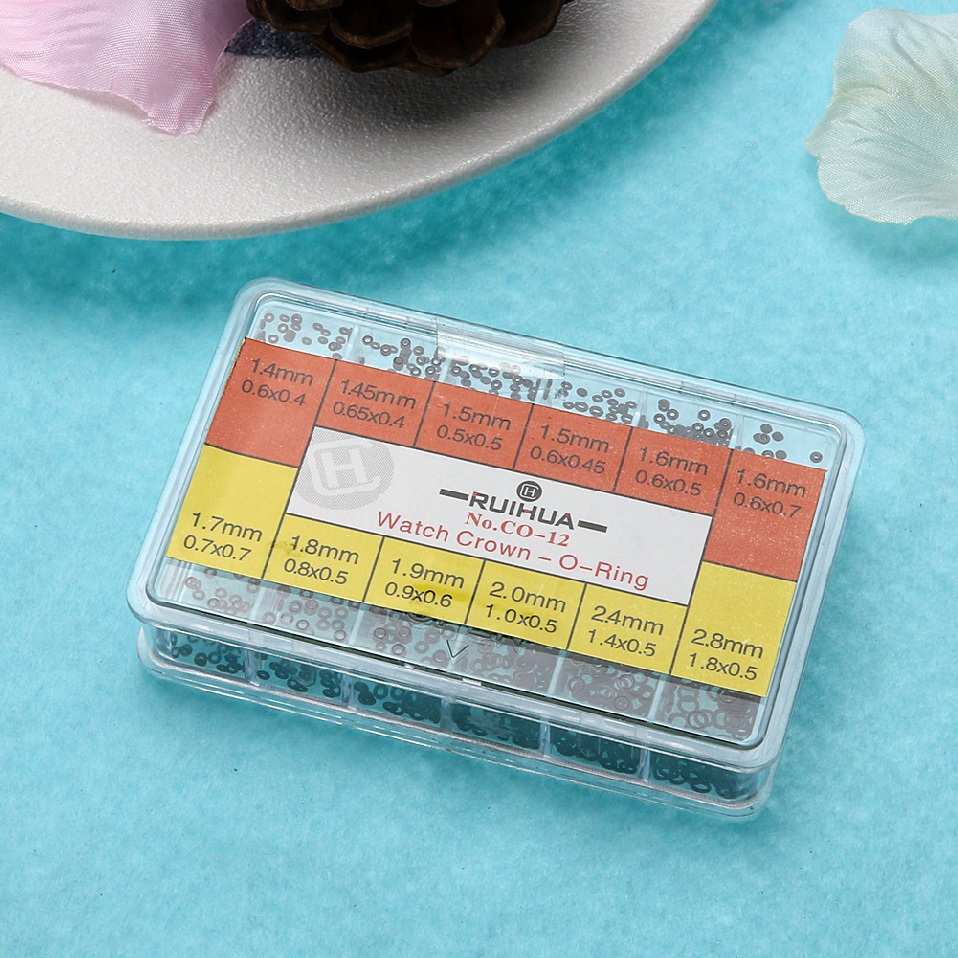 1.4mm
0.6x0.4
1.45mm
0.65x0.4
1.5mm
0.5x0.5
1.5mm
0.6x0.45
1.6mm
0.6x0.5
1.6mm
0.6x0.7
RUIHUA
No.CO-12
Watch Crown - O-Ring
1.7mm
0.7x0.7
1.8mm
0.8x0.5
1.9mm
0.9x0.6
2.0mm
1.0x0.5
2.4mm
1.4x0.5
2.8mm
1.8x0.5